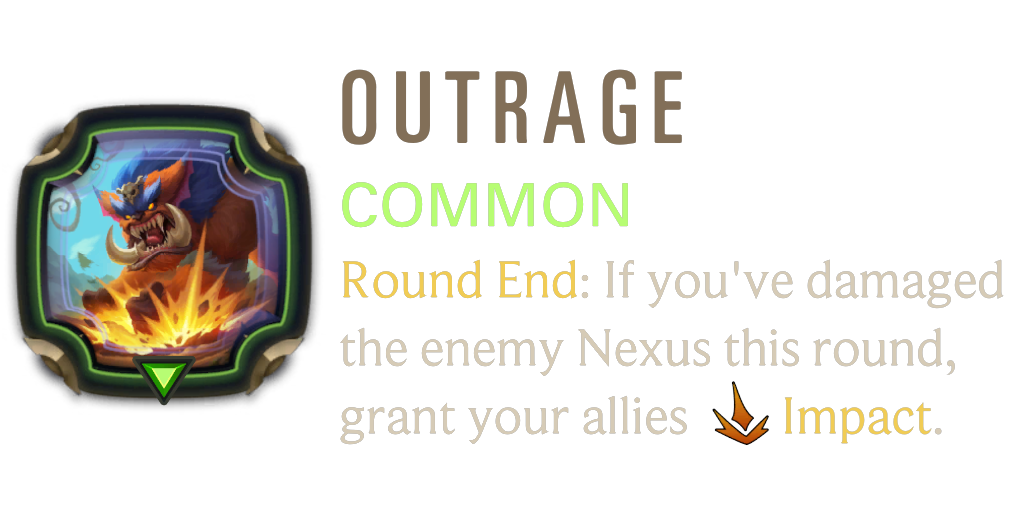 OUTRAGE
COMMON
Round End: If you've damaged
the enemy Nexus this round,
grant your allies Impact.